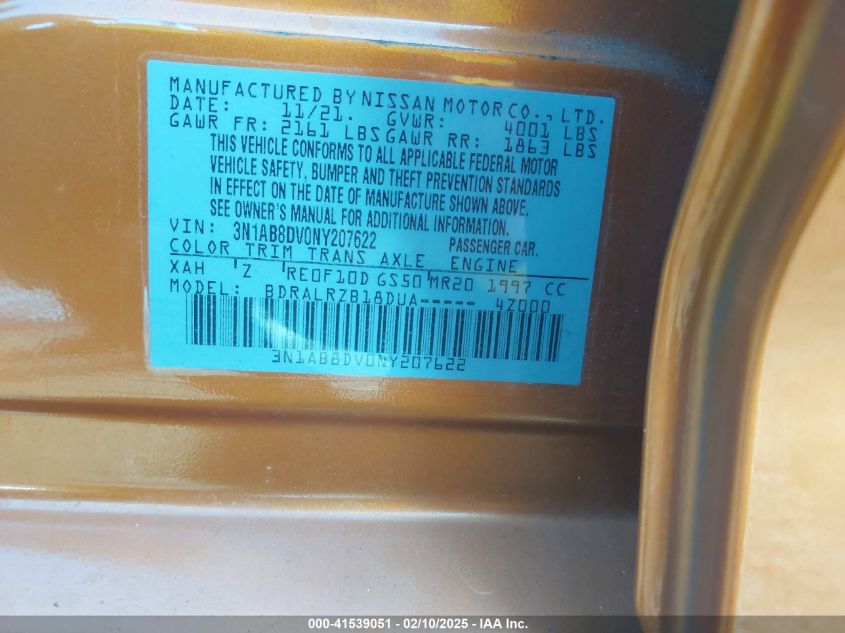 MANUFACTURED BY NISSAN MOTOR CO., LTD.
DATE: 11/21. GVWR: 4001 LBS
GAWR FR: 2161 LBS GAWR RR: 1863 LBS
THIS VEHICLE CONFORMS TO ALL APPLICABLE FEDERAL MOTOR
VEHICLE SAFETY, BUMPER AND THEFT PREVENTION STANDARDS
IN EFFECT ON THE DATE OF MANUFACTURE SHOWN ABOVE.
SEE OWNER'S MANUAL FOR ADDITIONAL INFORMATION.
VIN: 3N1AB8DV0NY207622 PASSENGER CAR.
COLOR TRIM TRANS AXLE ENGINE
XAH 'Z RE0F10D GS50 MR20 1997 CC
MODEL: BDRALRZB18DUA----- 47000
3N1AB8DV0NY207622
000-41539051 — 02/10/2025 — IAA Inc.